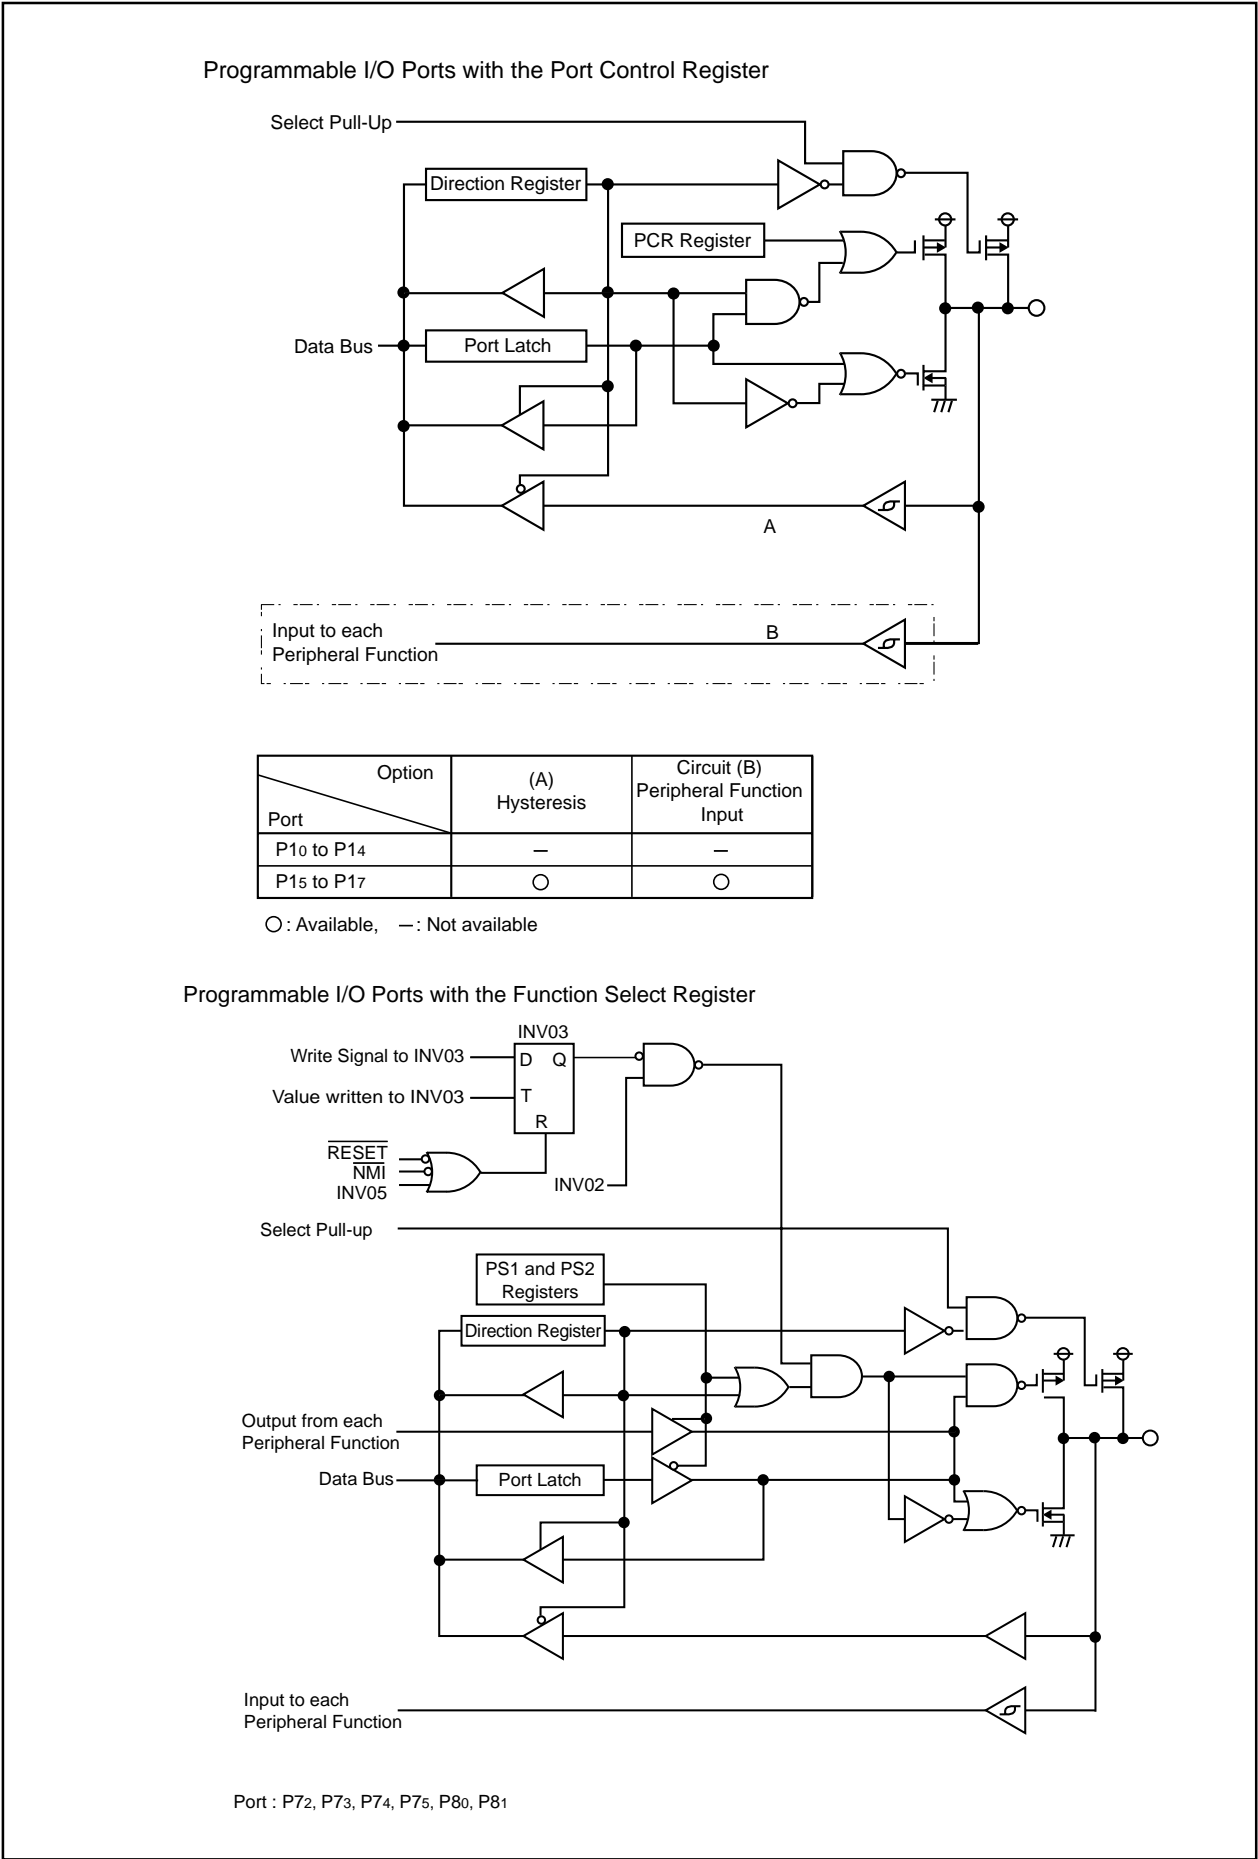 Programmable I/O Ports with the Port Control Register
Select Pull-Up
Direction Register
PCR Register
Data Bus
Port Latch
A
Input to each
Peripheral Function
B
Option
Port
(A)
Hysteresis
Circuit (B)
Peripheral Function
Input
P10 to P14
–
–
P15 to P17
○
○
○ : Available, – : Not available
Programmable I/O Ports with the Function Select Register
INV03
Write Signal to INV03
D Q
Value written to INV03
T
R
RESET
NMI
INV05
INV02
Select Pull-up
PS1 and PS2
Registers
Direction Register
Output from each
Peripheral Function
Data Bus
Port Latch
Input to each
Peripheral Function
Port : P72, P73, P74, P75, P80, P81